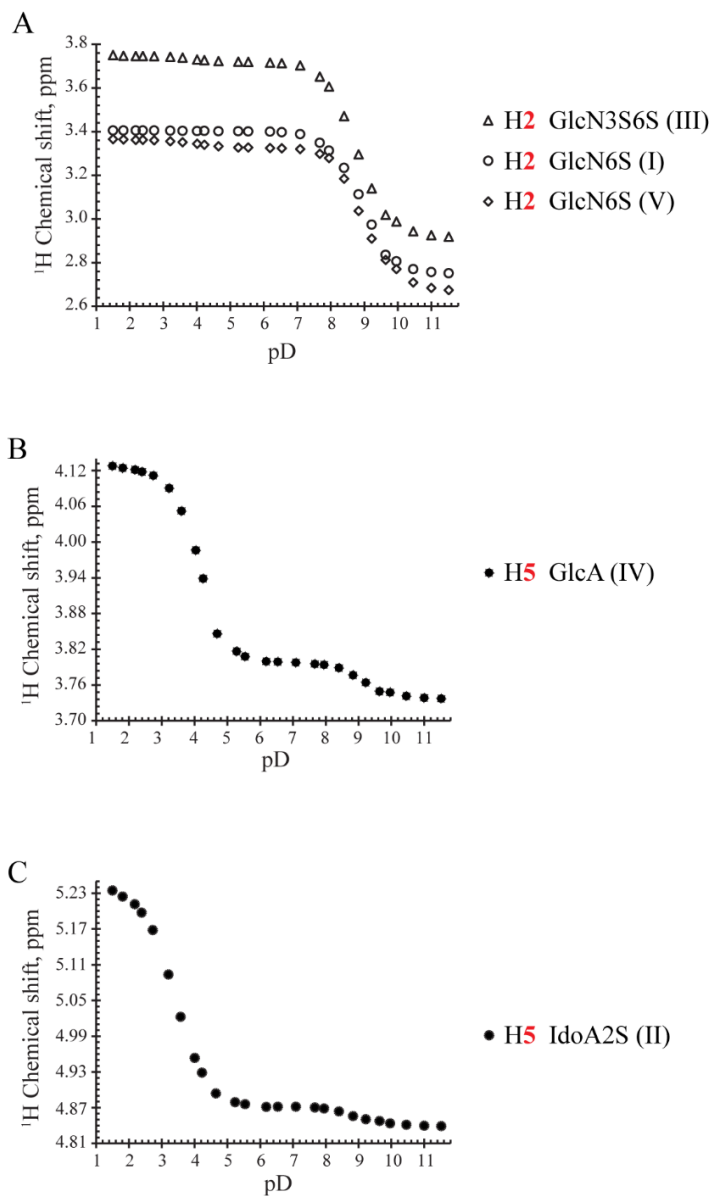 A
3.8
3.6
3.4
3.2
3.0
2.8
2.6
¹H Chemical shift, ppm
1 2 3 4 5 6 7 8 9 10 11
pD
H2 GlcN3S6S (III)
H2 GlcN6S (I)
H2 GlcN6S (V)
B
4.12
4.06
4.00
3.94
3.88
3.82
3.76
3.70
¹H Chemical shift, ppm
1 2 3 4 5 6 7 8 9 10 11
pD
H5 GlcA (IV)
C
5.23
5.17
5.11
5.05
4.99
4.93
4.87
4.81
¹H Chemical shift, ppm
1 2 3 4 5 6 7 8 9 10 11
pD
H5 IdoA2S (II)